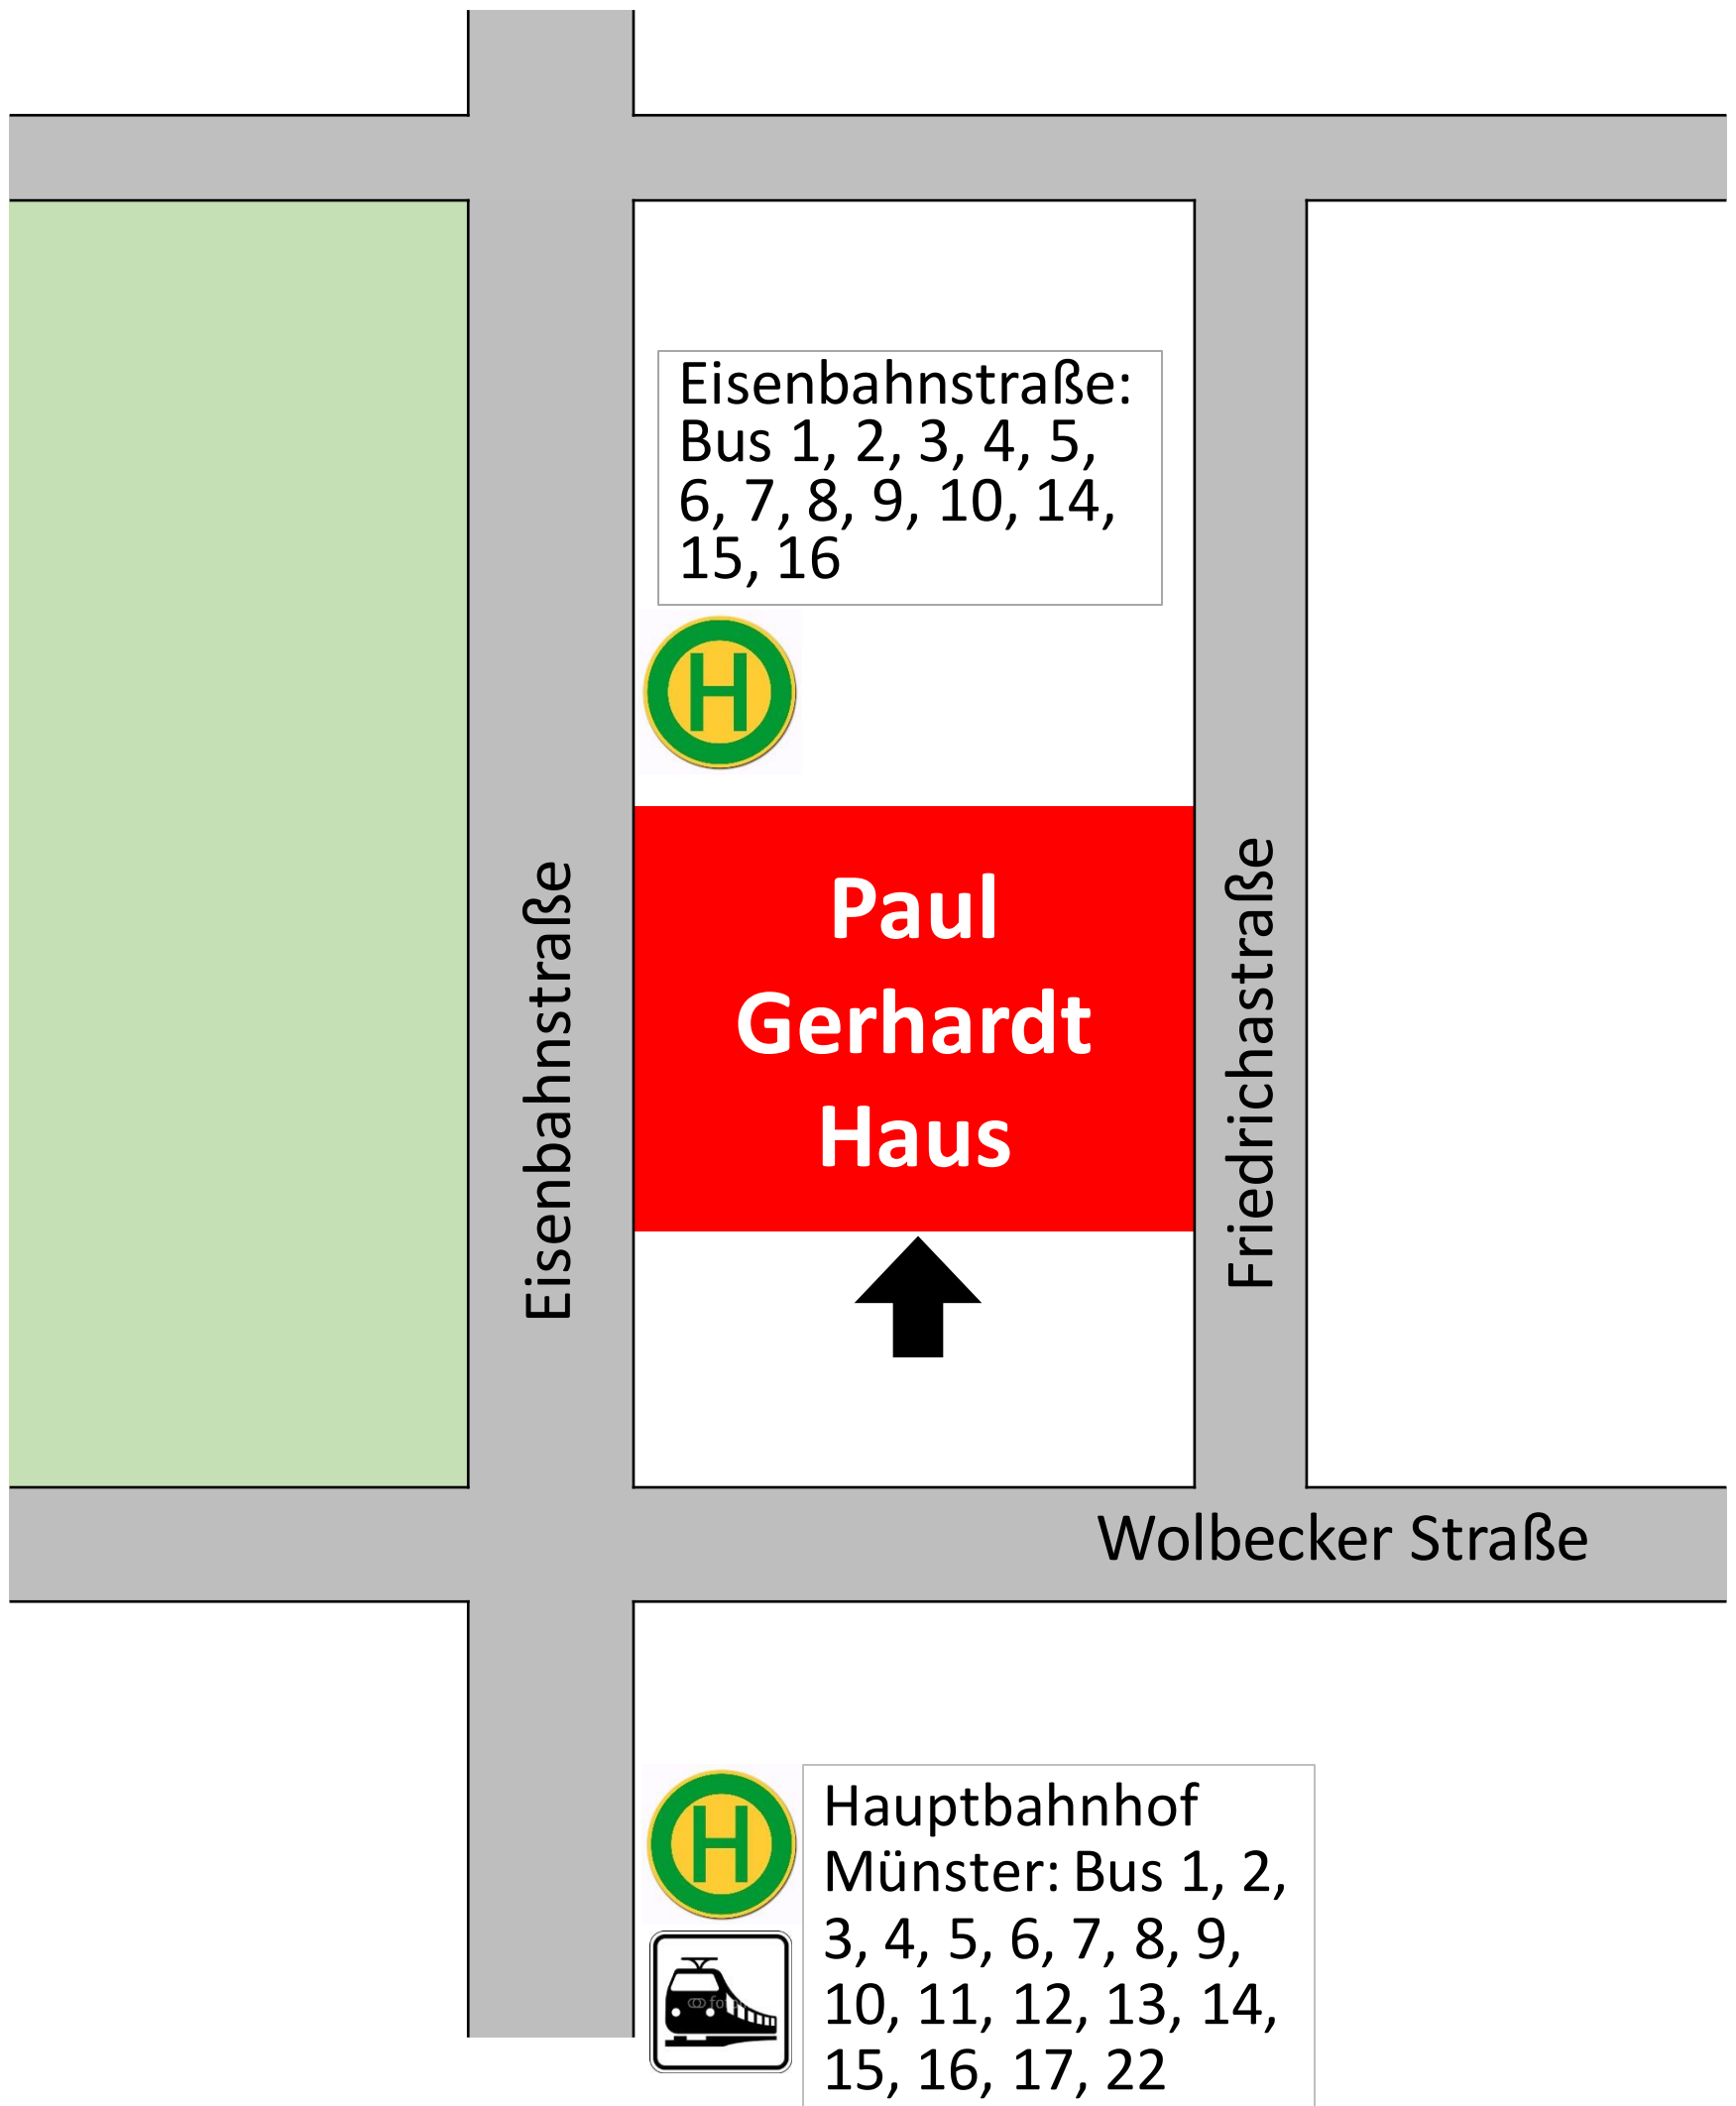 Eisenbahnstraße:
Bus 1, 2, 3, 4, 5,
6, 7, 8, 9, 10, 14,
15, 16
H
Paul
Gerhardt
Haus
Eisenbahnstraße
Friedrichastraße
Wolbecker Straße
H
Hauptbahnhof
Münster: Bus 1, 2,
3, 4, 5, 6, 7, 8, 9,
10, 11, 12, 13, 14,
15, 16, 17, 22